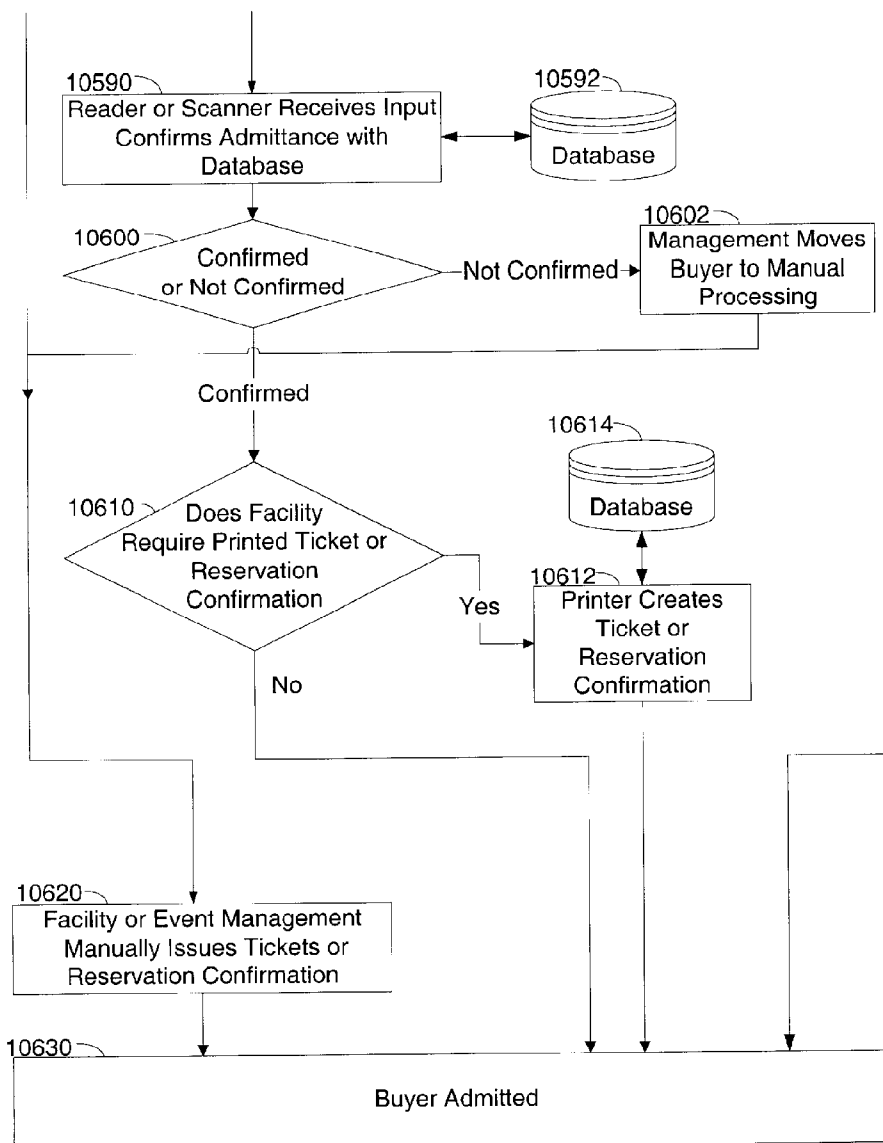 10590
Reader or Scanner Receives Input
Confirms Admittance with
Database
10592
Database
10600
Confirmed
or Not Confirmed
Not Confirmed
10602
Management Moves
Buyer to Manual
Processing
Confirmed
10610
Does Facility
Require Printed Ticket or
Reservation
Confirmation
10614
Database
Yes
10612
Printer Creates
Ticket or
Reservation
Confirmation
No
10620
Facility or Event Management
Manually Issues Tickets or
Reservation Confirmation
10630
Buyer Admitted